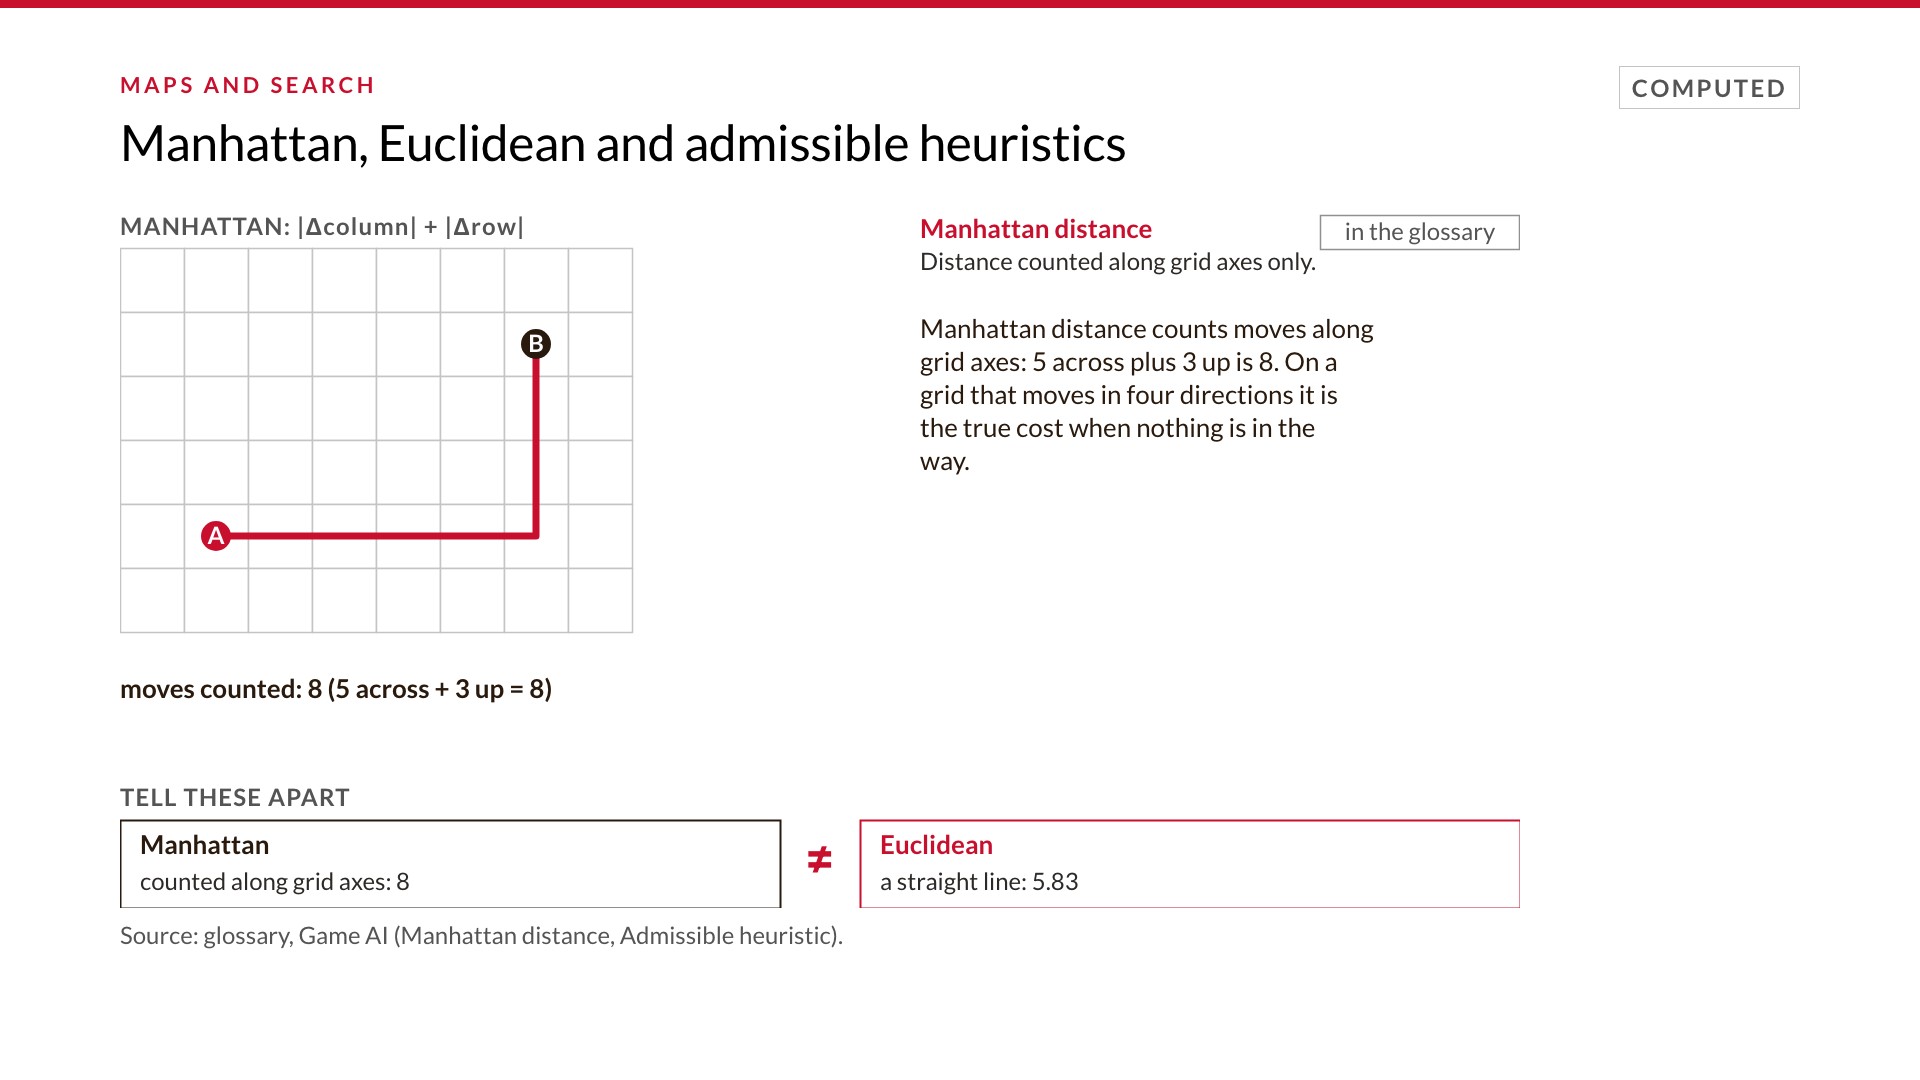 MAPS AND SEARCH
COMPUTED
Manhattan, Euclidean and admissible heuristics
MANHATTAN: |Δcolumn| + |Δrow|
B
A
moves counted: 8 (5 across + 3 up = 8)
Manhattan distance
in the glossary
Distance counted along grid axes only.
Manhattan distance counts moves along
grid axes: 5 across plus 3 up is 8. On a
grid that moves in four directions it is
the true cost when nothing is in the
way.
TELL THESE APART
Manhattan
counted along grid axes: 8
≠
Euclidean
a straight line: 5.83
Source: glossary, Game AI (Manhattan distance, Admissible heuristic).